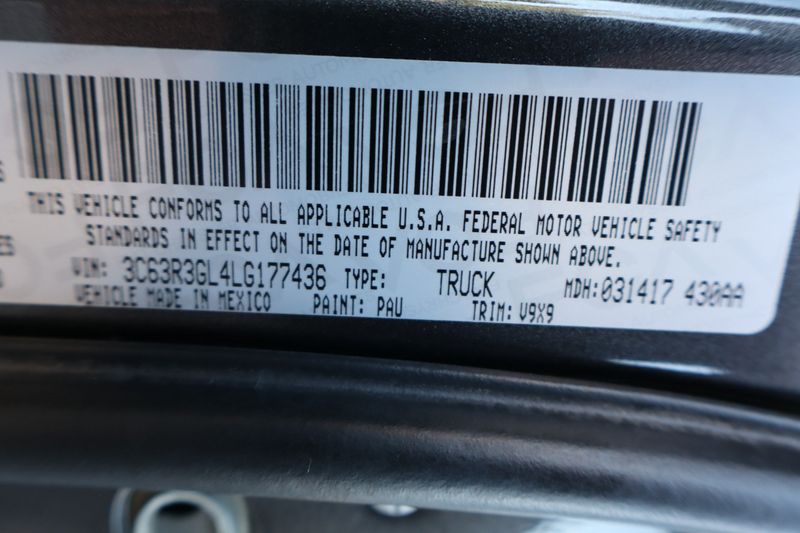 THIS VEHICLE CONFORMS TO ALL APPLICABLE U.S.A. FEDERAL MOTOR VEHICLE SAFETY
STANDARDS IN EFFECT ON THE DATE OF MANUFACTURE SHOWN ABOVE.
VIN: 3C63R3GL4LG177436 TYPE: TRUCK MDH:031417 430AA
VEHICLE MADE IN MEXICO PAINT: PAU TRIM: V9X9